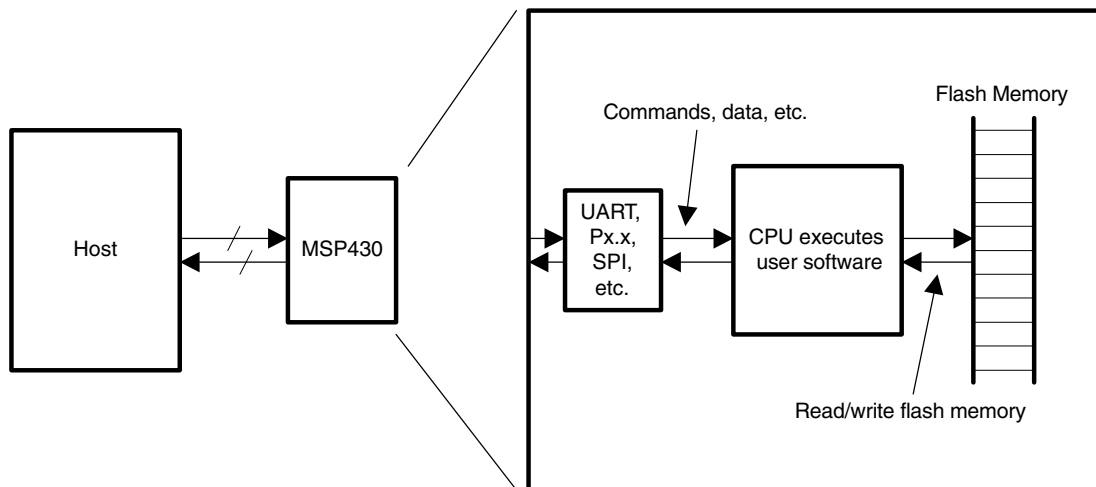 Host
MSP430
Commands, data, etc.
Flash Memory
UART,
Px.x,
SPI,
etc.
CPU executes
user software
Read/write flash memory